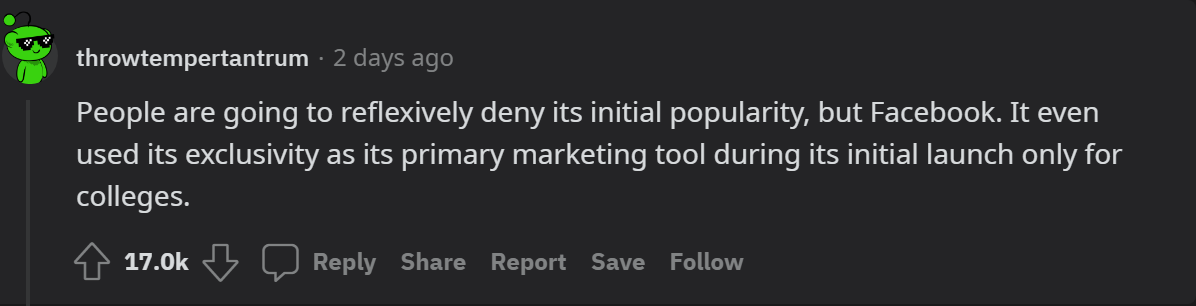 throwtempertantrum · 2 days ago
People are going to reflexively deny its initial popularity, but Facebook. It even
used its exclusivity as its primary marketing tool during its initial launch only for
colleges.
17.0k Reply Share Report Save Follow